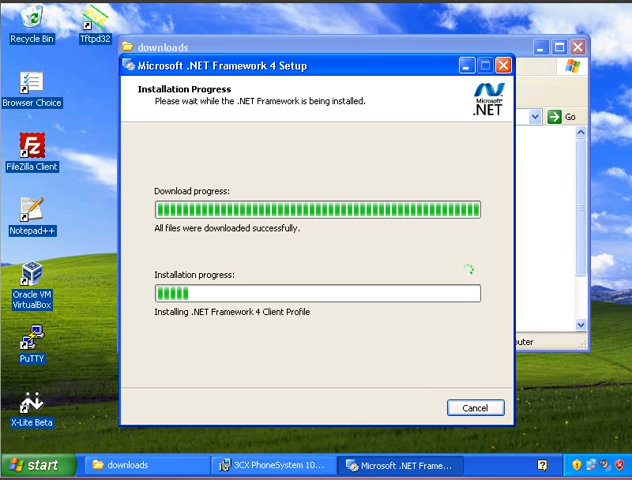 Recycle Bin
Tftpd32
Browser Choice
FileZilla Client
Notepad++
Oracle VM
VirtualBox
PuTTY
X-Lite Beta
downloads
Microsoft .NET Framework 4 Setup
Installation Progress
Please wait while the .NET Framework is being installed.
Microsoft
.NET
Go
Download progress:
All files were downloaded successfully.
Installation progress:
Installing .NET Framework 4 Client Profile
Cancel
start
downloads
3CX PhoneSystem 10...
Microsoft .NET Frame...